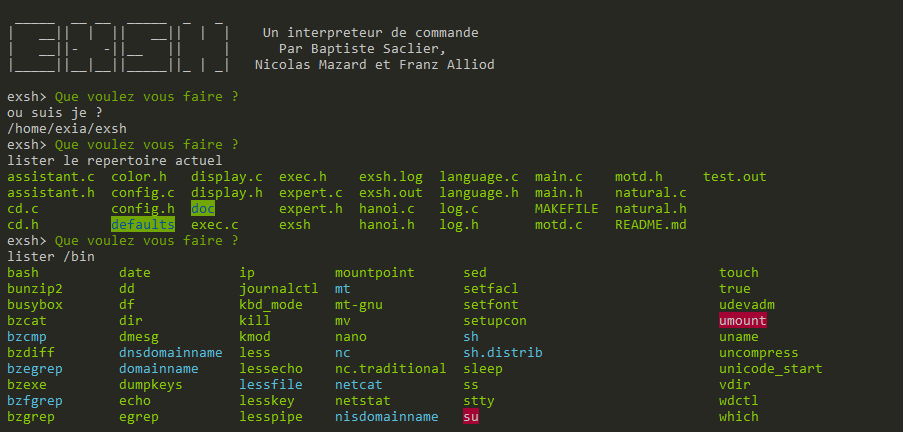 EXSH
Un interpreteur de commande
Par Baptiste Saclier,
Nicolas Mazard et Franz Alliod
exsh> Que voulez vous faire ?
ou suis je ?
/home/exia/exsh
exsh> Que voulez vous faire ?
lister le repertoire actuel
assistant.c color.h display.c exec.h exsh.log language.c main.c motd.h test.out
assistant.h config.c display.h expert.c exsh.out language.h main.h natural.c
cd.c config.h doc expert.h hanoi.c log.c MAKEFILE natural.h
cd.h defaults exec.c exsh hanoi.h log.h motd.c README.md
exsh> Que voulez vous faire ?
lister /bin
bash date ip mountpoint sed touch
bunzip2 dd journalctl mt setfacl true
busybox df kbd_mode mt-gnu setfont udevadm
bzcat dir kill mv setupcon umount
bzcmp dmesg kmod nano sh uname
bzdiff dnsdomainname less nc sh.distrib uncompress
bzegrep domainname lessecho nc.traditional sleep unicode_start
bzexe dumpkeys lessfile netcat ss vdir
bzfgrep echo lesskey netstat stty wdctl
bzgrep egrep lesspipe nisdomainname su which